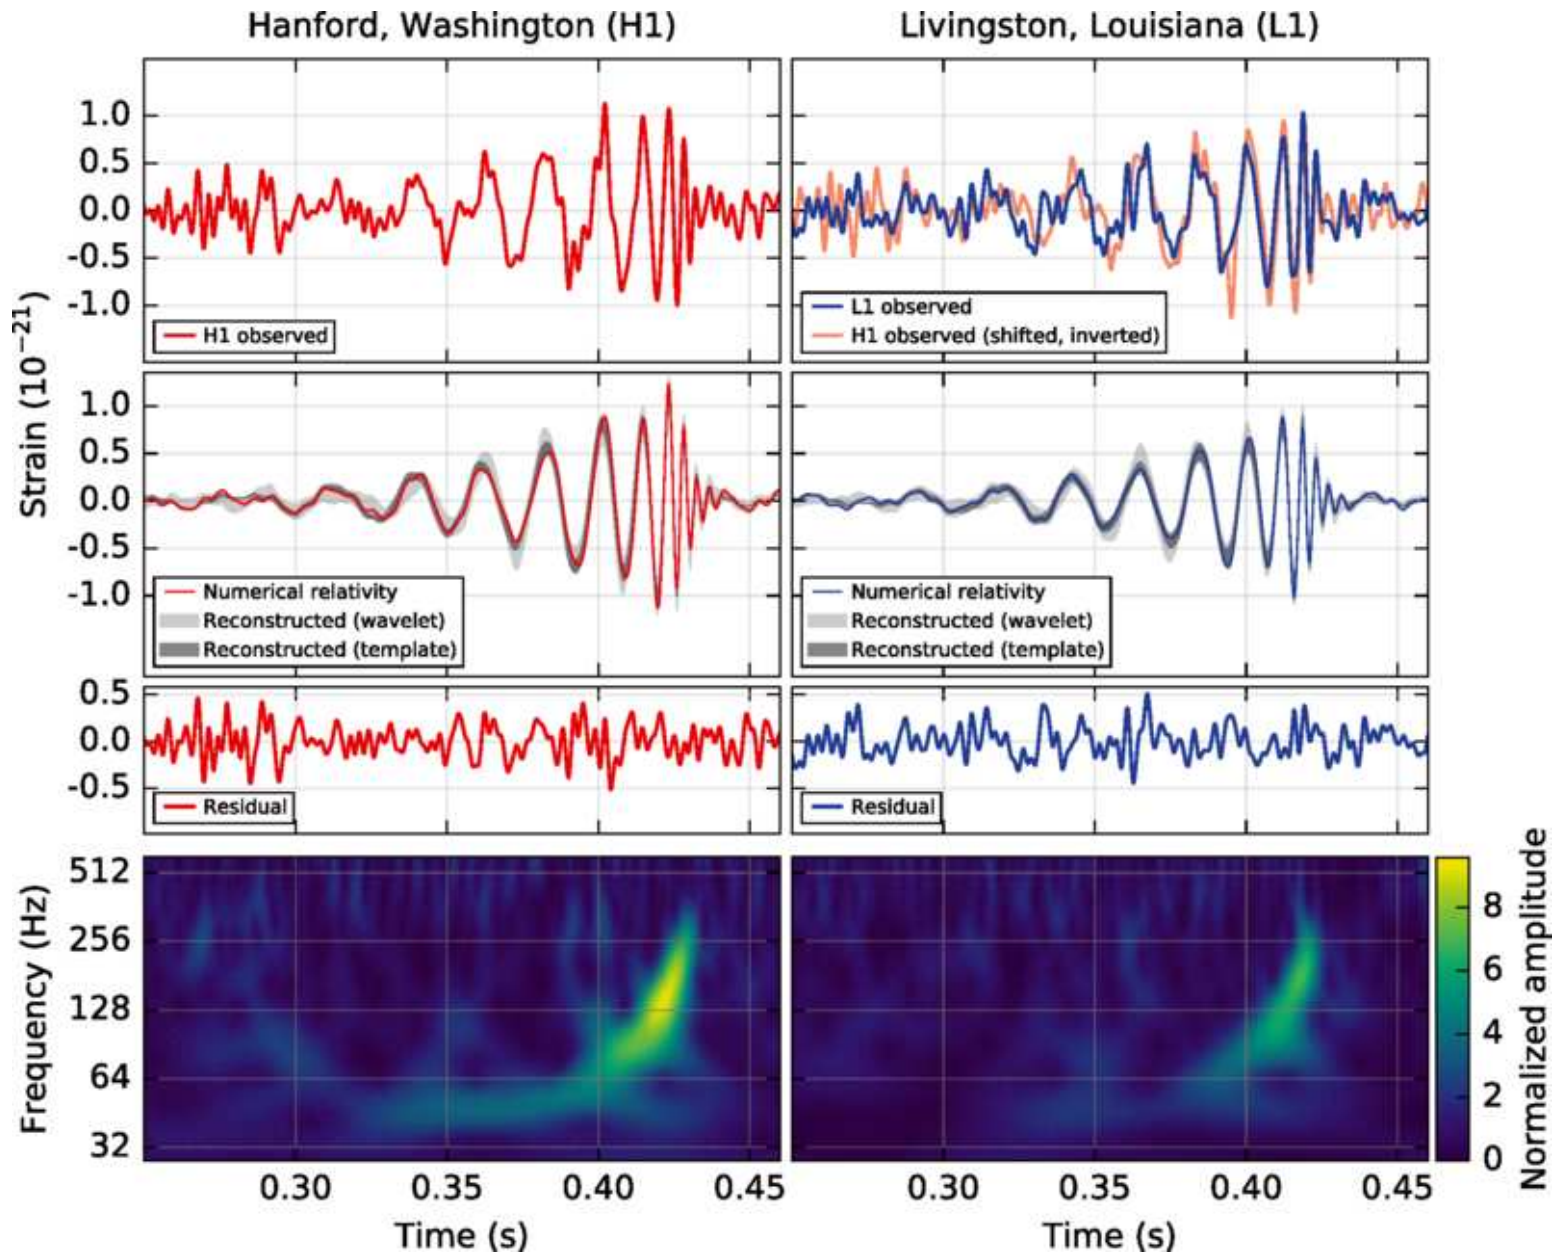 Hanford, Washington (H1)
Livingston, Louisiana (L1)
1.0
0.5
0.0
-0.5
-1.0
H1 observed
L1 observed
H1 observed (shifted, inverted)
Strain (10⁻²¹)
1.0
0.5
0.0
-0.5
-1.0
Numerical relativity
Reconstructed (wavelet)
Reconstructed (template)
Numerical relativity
Reconstructed (wavelet)
Reconstructed (template)
0.5
0.0
-0.5
Residual
Residual
Frequency (Hz)
512
256
128
64
32
8
6
4
2
0
Normalized amplitude
0.30 0.35 0.40 0.45
0.30 0.35 0.40 0.45
Time (s)
Time (s)